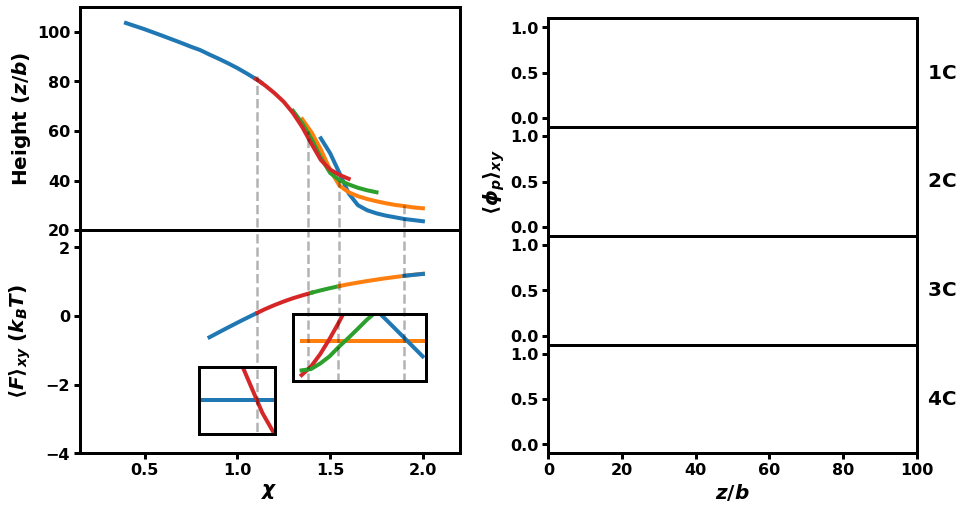 Height (z/b)
100
80
60
40
20
⟨F⟩xy (kBT)
2
0
−2
−4
0.5 1.0 1.5 2.0
χ
⟨ϕp⟩xy
1.0
0.5
0.0
1C
1.0
0.5
0.0
2C
1.0
0.5
0.0
3C
1.0
0.5
0.0
4C
0 20 40 60 80 100
z/b